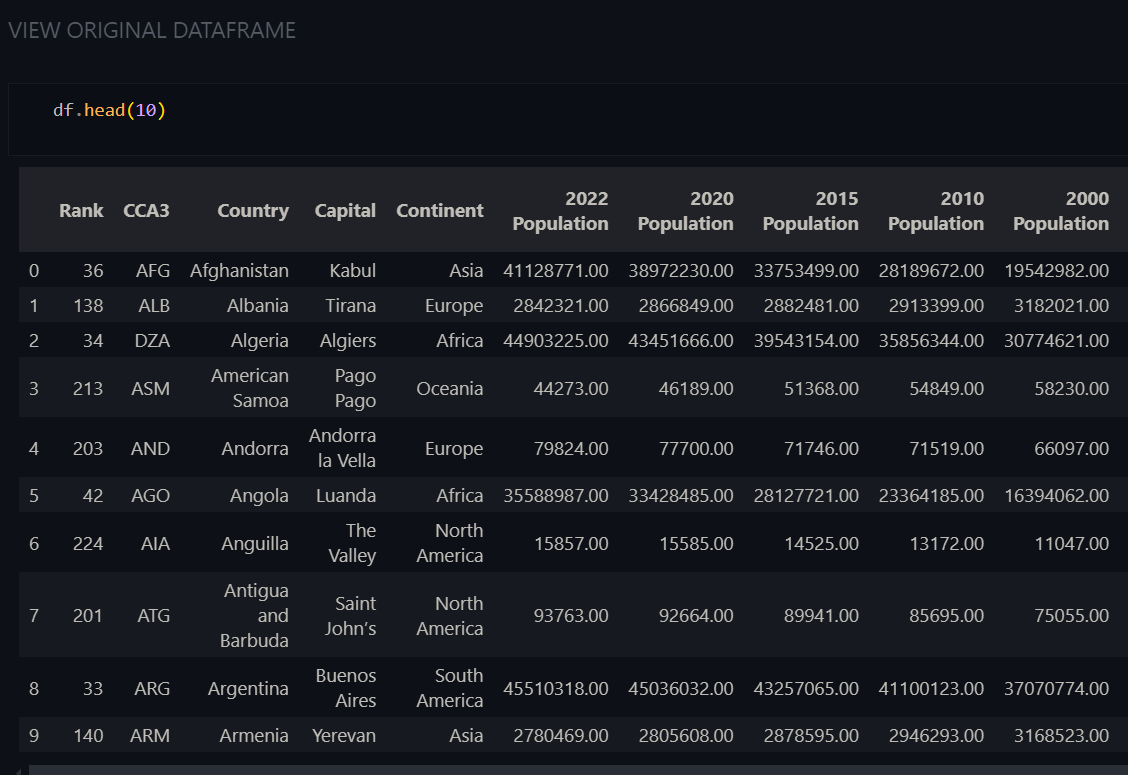 VIEW ORIGINAL DATAFRAME
df.head(10)
Rank CCA3 Country Capital Continent 2022 Population 2020 Population 2015 Population 2010 Population 2000 Population
0 36 AFG Afghanistan Kabul Asia 41128771.00 38972230.00 33753499.00 28189672.00 19542982.00
1 138 ALB Albania Tirana Europe 2842321.00 2866849.00 2882481.00 2913399.00 3182021.00
2 34 DZA Algeria Algiers Africa 44903225.00 43451666.00 39543154.00 35856344.00 30774621.00
3 213 ASM American Samoa Pago Pago Oceania 44273.00 46189.00 51368.00 54849.00 58230.00
4 203 AND Andorra Andorra la Vella Europe 79824.00 77700.00 71746.00 71519.00 66097.00
5 42 AGO Angola Luanda Africa 35588987.00 33428485.00 28127721.00 23364185.00 16394062.00
6 224 AIA Anguilla The Valley North America 15857.00 15585.00 14525.00 13172.00 11047.00
7 201 ATG Antigua and Barbuda Saint John’s North America 93763.00 92664.00 89941.00 85695.00 75055.00
8 33 ARG Argentina Buenos Aires South America 45510318.00 45036032.00 43257065.00 41100123.00 37070774.00
9 140 ARM Armenia Yerevan Asia 2780469.00 2805608.00 2878595.00 2946293.00 3168523.00